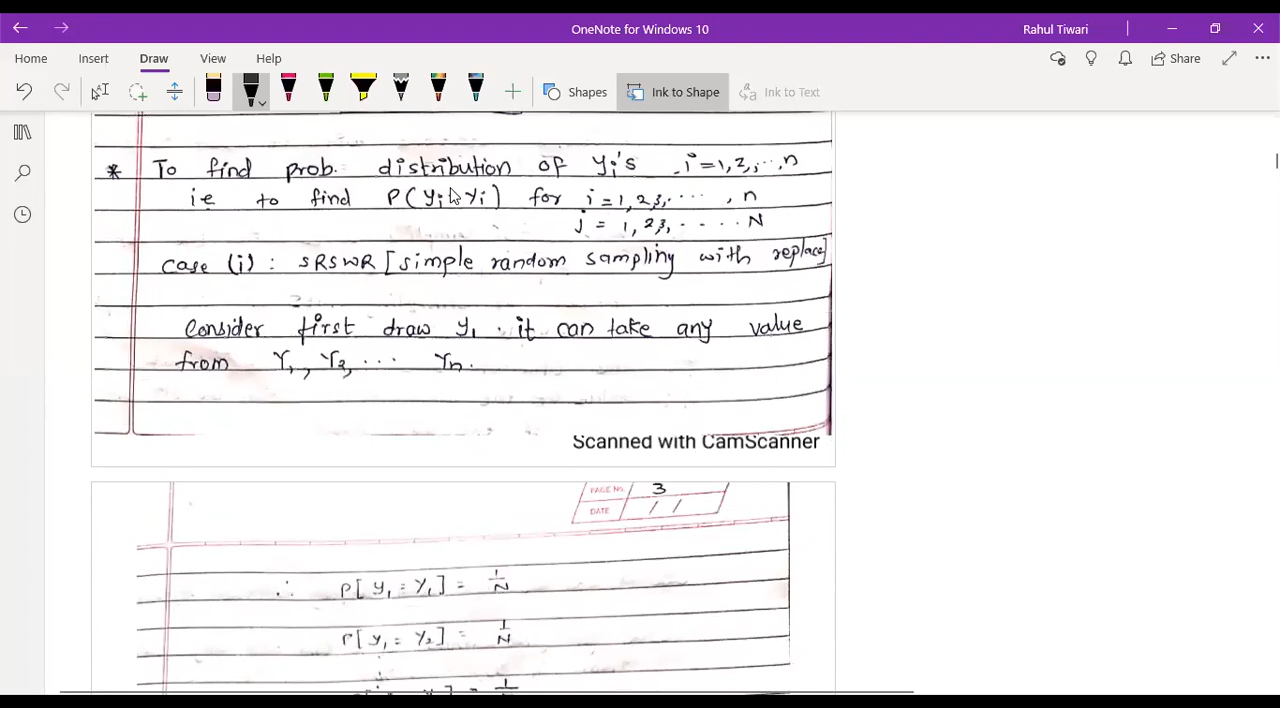 OneNote for Windows 10
Rahul Tiwari
Home Insert Draw View Help
Share
Shapes
Ink to Shape
Ink to Text
* To find prob. distribution of yi's , i = 1,2,...,n
i.e to find P(yi = Yj) for i = 1,2,3,....., n
j = 1,2,3,.....N
Case (i) : SRSWR [simple random sampling with replace]
Consider first draw y1. it can take any value
from Y1, Y2, ... Yn.
Scanned with CamScanner
PAGE No. 3
DATE / /
∴ P[y1 = Y1] = 1/N
P[y1 = Y2] = 1/N